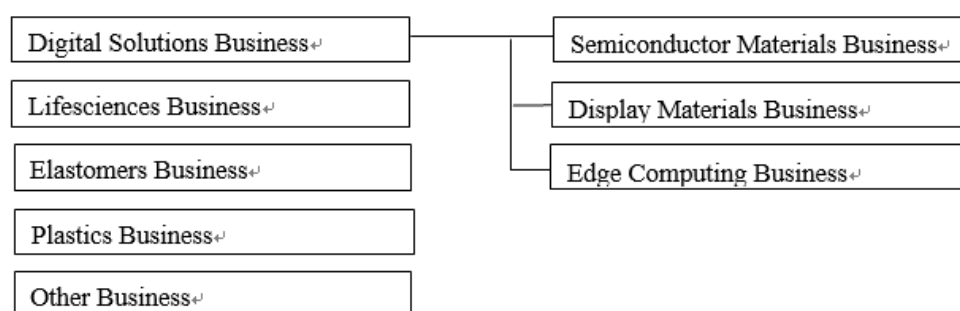 Digital Solutions Business↵
Semiconductor Materials Business↵
Lifesciences Business↵
Display Materials Business↵
Elastomers Business↵
Edge Computing Business↵
Plastics Business↵
Other Business↵